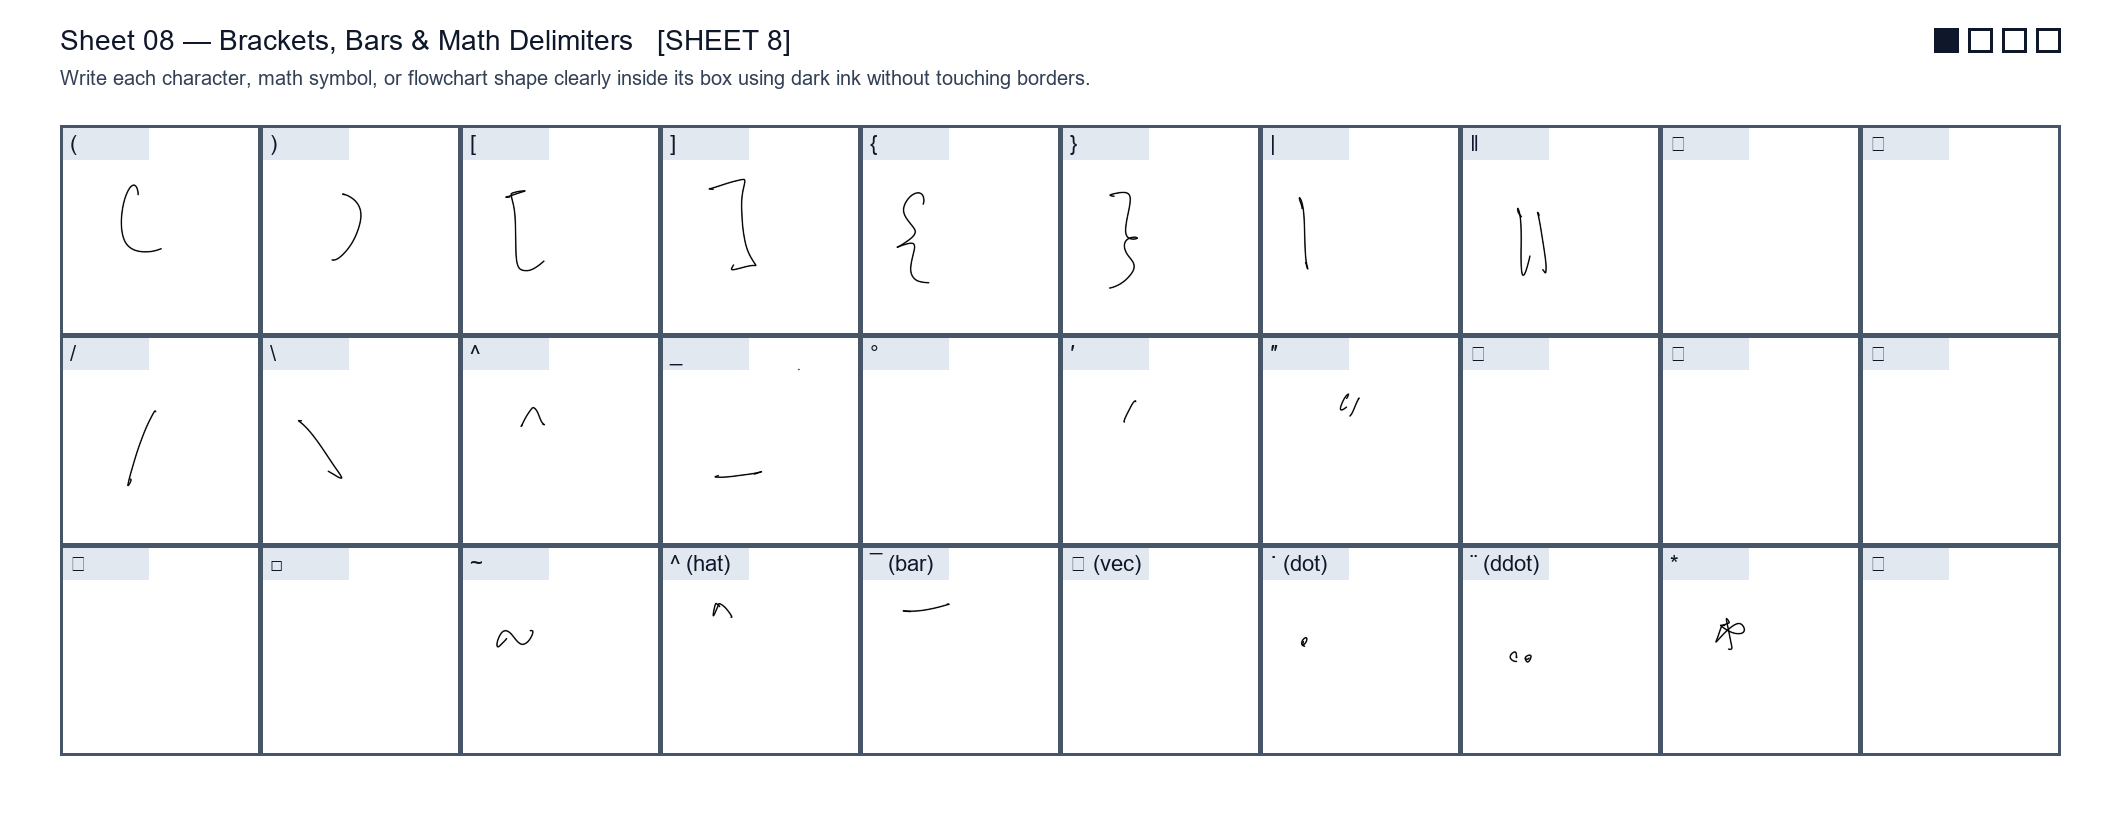 Sheet 08 — Brackets, Bars & Math Delimiters [SHEET 8]
Write each character, math symbol, or flowchart shape clearly inside its box using dark ink without touching borders.
( ) [ ] { } | ‖ □ □
( ) [ ] { } | ||
/ \ ^ _ ° ′ ″ □ □ □
/ \ ^ _ ′ ″
□ □ ~ ^ (hat) ¯ (bar) □ (vec) ˙ (dot) ¨ (ddot) * □
~ ^ ¯ ˙ ¨ *